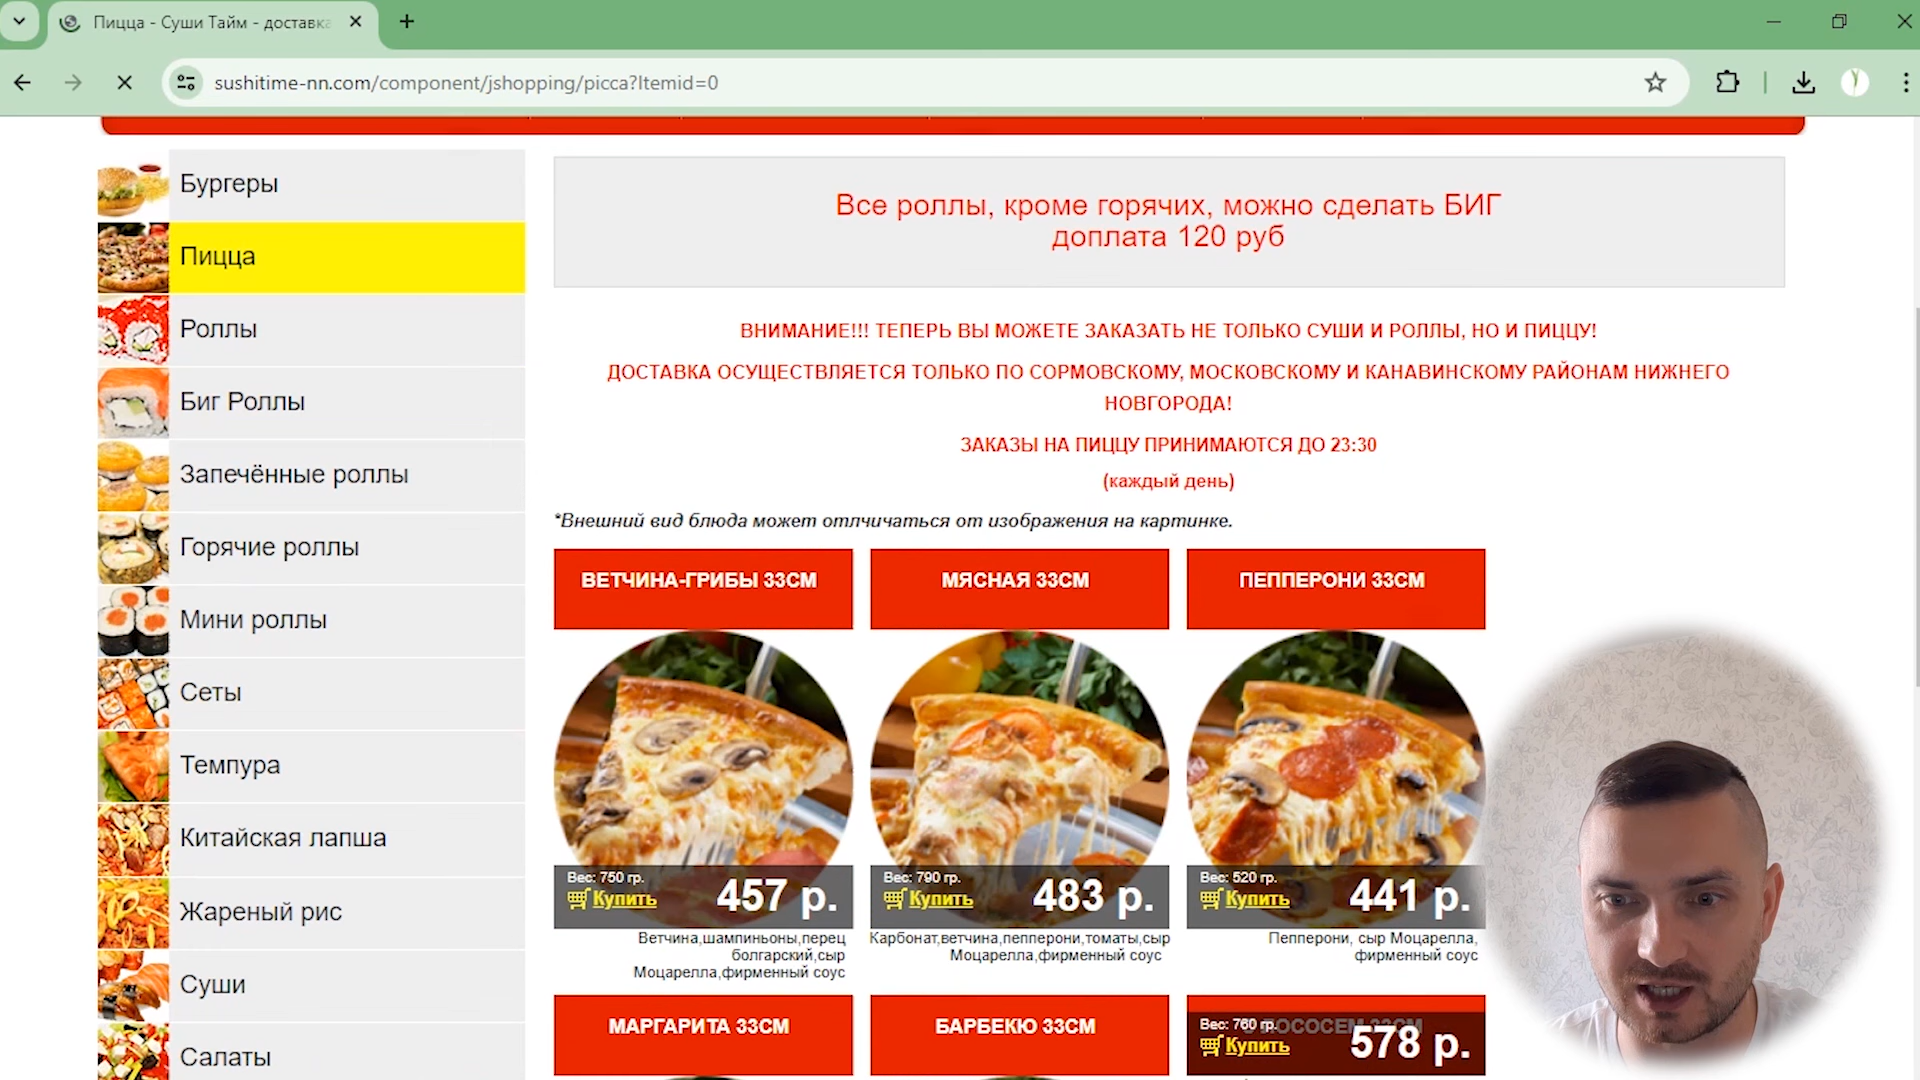 Пицца - Суши Тайм - доставка
sushitime-nn.com/component/jshopping/picca?Itemid=0
Бургеры
Пицца
Роллы
Биг Роллы
Запечённые роллы
Горячие роллы
Мини роллы
Сеты
Темпура
Китайская лапша
Жареный рис
Суши
Салаты
Все роллы, кроме горячих, можно сделать БИГ
доплата 120 руб
ВНИМАНИЕ!!! ТЕПЕРЬ ВЫ МОЖЕТЕ ЗАКАЗАТЬ НЕ ТОЛЬКО СУШИ И РОЛЛЫ, НО И ПИЦЦУ!
ДОСТАВКА ОСУЩЕСТВЛЯЕТСЯ ТОЛЬКО ПО СОРМОВСКОМУ, МОСКОВСКОМУ И КАНАВИНСКОМУ РАЙОНАМ НИЖНЕГО
НОВГОРОДА!
ЗАКАЗЫ НА ПИЦЦУ ПРИНИМАЮТСЯ ДО 23:30
(каждый день)
*Внешний вид блюда может отлчичаться от изображения на картинке.
ВЕТЧИНА-ГРИБЫ 33СМ
Вес: 750 гр.
Купить
457 р.
Ветчина,шампиньоны,перец
болгарский,сыр
Моцарелла,фирменный соус
МЯСНАЯ 33СМ
Вес: 790 гр.
Купить
483 р.
Карбонат,ветчина,пепперони,томаты,сыр
Моцарелла,фирменный соус
ПЕППЕРОНИ 33СМ
Вес: 520 гр.
Купить
441 р.
Пепперони, сыр Моцарелла,
фирменный соус
МАРГАРИТА 33СМ
БАРБЕКЮ 33СМ
Вес: 760 гр.
Купить
578 р.